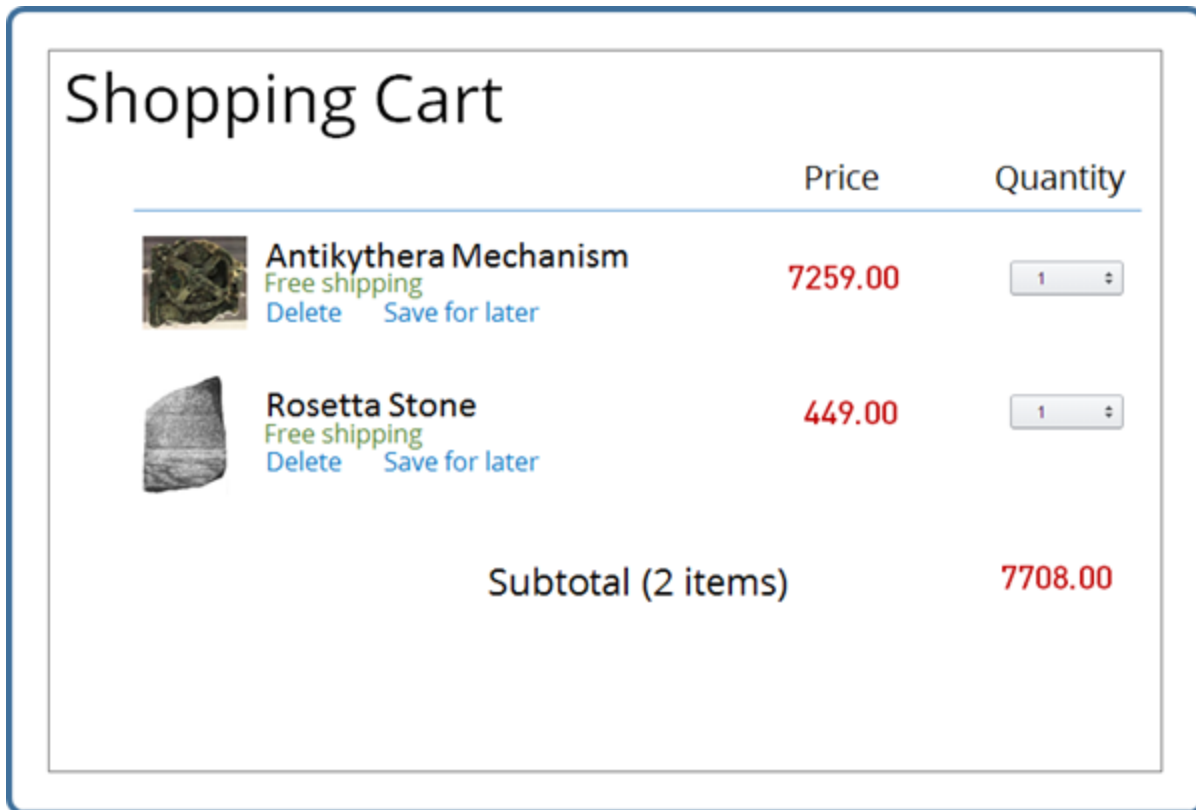 Shopping Cart
Price Quantity
Antikythera Mechanism
Free shipping
7259.00 1
Delete Save for later
Rosetta Stone
449.00 1
Free shipping
Delete Save for later
Subtotal (2 items) 7708.00